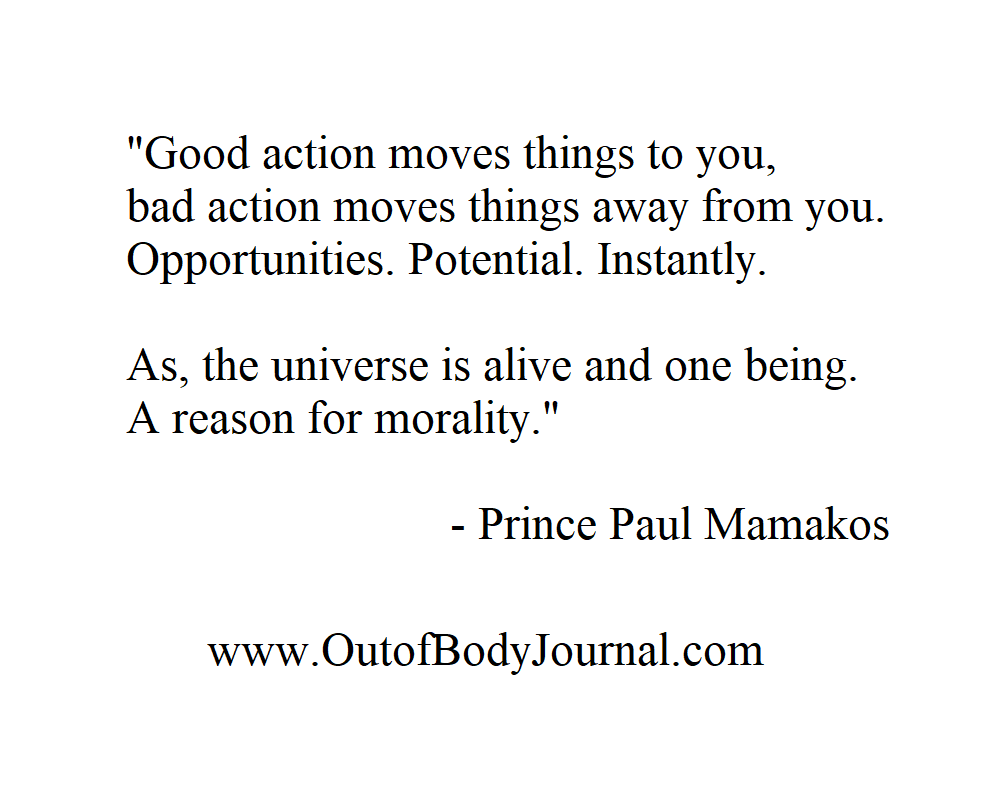 "Good action moves things to you,
bad action moves things away from you.
Opportunities. Potential. Instantly.
As, the universe is alive and one being.
A reason for morality."
- Prince Paul Mamakos
www.OutofBodyJournal.com